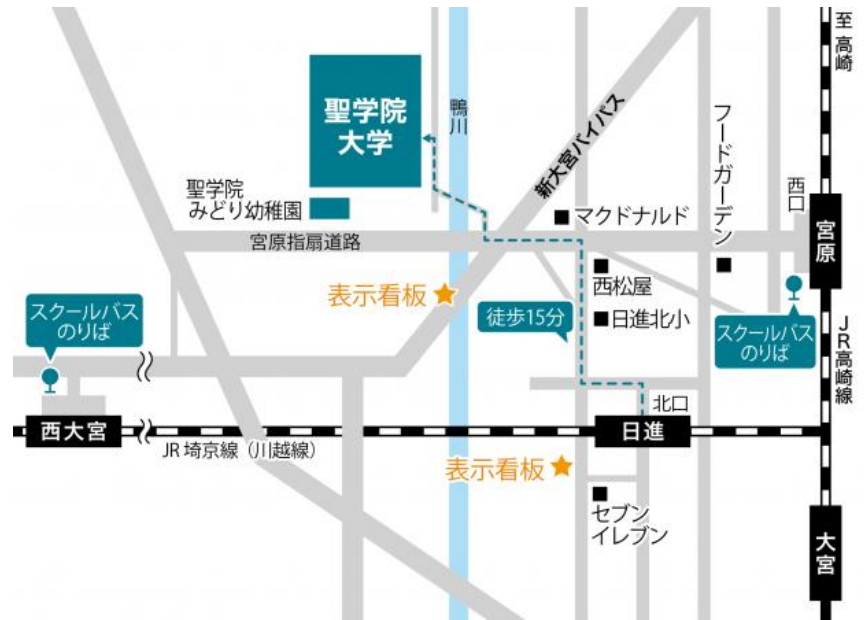 至
高崎
聖学院
大学
鴨川
新大宮バイパス
フードガーデン
西口
聖学院
みどり幼稚園
マクドナルド
宮原
宮原指扇道路
西松屋
表示看板
スクールバス
のりば
徒歩15分
日進北小
スクールバス
のりば
JR高崎線
北口
西大宮
日進
JR 埼京線（川越線）
表示看板
セブン
イレブン
大宮